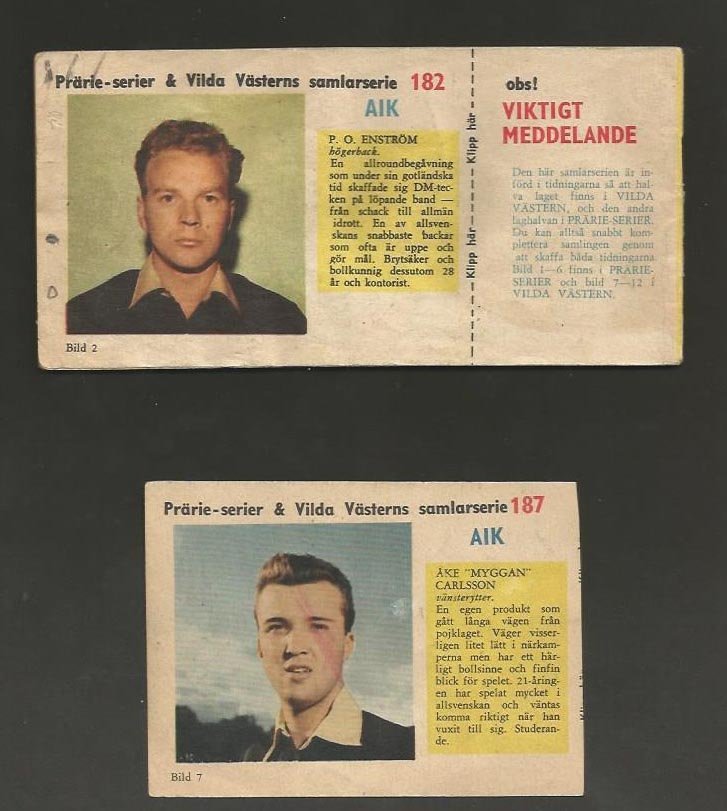 Prärie-serier & Vilda Västerns samlarserie 182
AIK
P. O. ENSTRÖM
högerback.
En allroundbegåvning
som under sin gotländska
tid skaffade sig DM-tec-
ken på löpande band —
från schack till allmän
idrott. En av allsven-
skans snabbaste backar
som ofta är uppe och
gör mål. Brytsäker och
bollkunnig dessutom 28
år och kontorist.
Bild 2
Klipp här
Klipp här
obs!
VIKTIGT
MEDDELANDE
Den här samlarserien är in-
förd i tidningarna så att hal-
va laget finns i VILDA
VÄSTERN, och den andra
laghalvan i PRÄRIE-SERIER.
Du kan alltså snabbt kom-
plettera samlingen genom
att skaffa båda tidningarna
Bild 1—6 finns i PRÄRIE-
SERIER och bild 7—12 i
VILDA VÄSTERN.
Prärie-serier & Vilda Västerns samlarserie 187
AIK
ÅKE "MYGGAN"
CARLSSON
vänsterytter.
En egen produkt som
gått långa vägen från
pojklaget. Väger visser-
ligen litet lätt i närkam-
perna men har ett här-
ligt bollsinne och finfin
blick för spelet. 21-åring-
en har spelat mycket i
allsvenskan och väntas
komma riktigt när han
vuxit till sig. Studeran-
de.
Bild 7